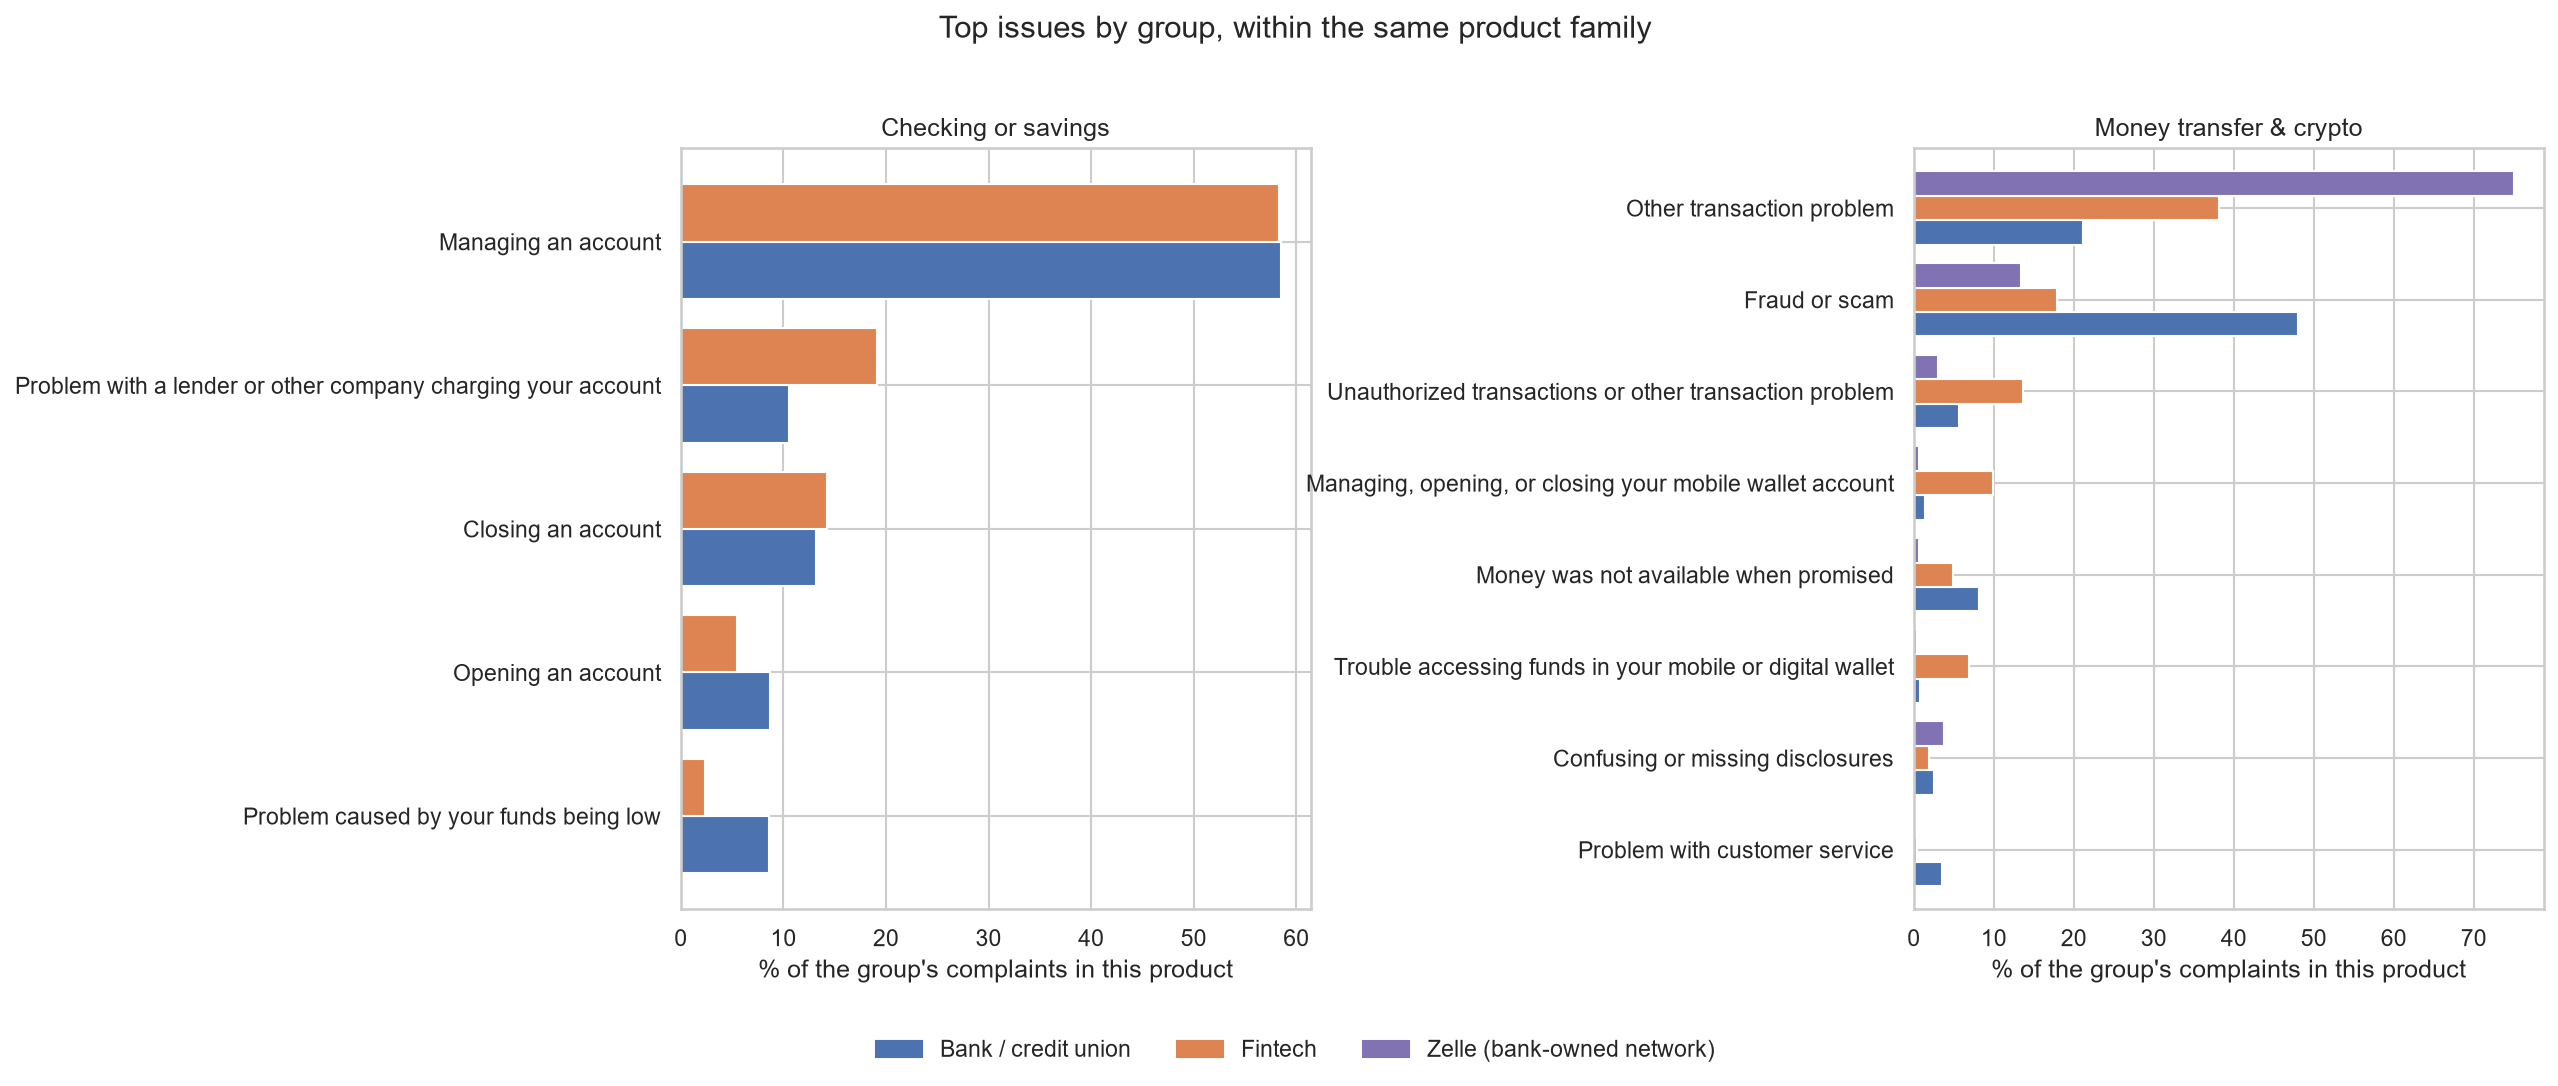 Top issues by group, within the same product family
Checking or savings
Managing an account
Problem with a lender or other company charging your account
Closing an account
Opening an account
Problem caused by your funds being low
0 10 20 30 40 50 60
% of the group's complaints in this product
Money transfer & crypto
Other transaction problem
Fraud or scam
Unauthorized transactions or other transaction problem
Managing, opening, or closing your mobile wallet account
Money was not available when promised
Trouble accessing funds in your mobile or digital wallet
Confusing or missing disclosures
Problem with customer service
0 10 20 30 40 50 60 70
% of the group's complaints in this product
Bank / credit union Fintech Zelle (bank-owned network)